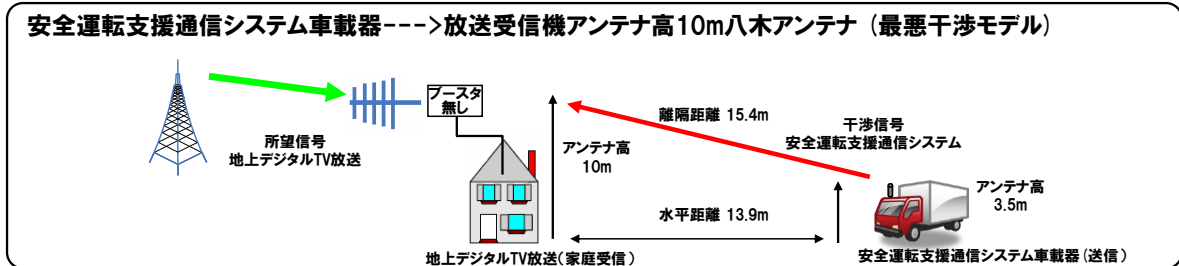 安全運転支援通信システム車載器--->放送受信機アンテナ高10m八木アンテナ (最悪干渉モデル)
ブースタ
無し
所望信号
地上デジタルTV放送
アンテナ高
10m
離隔距離 15.4m
干渉信号
安全運転支援通信システム
アンテナ高
3.5m
水平距離 13.9m
地上デジタルTV放送(家庭受信)
安全運転支援通信システム車載器(送信)